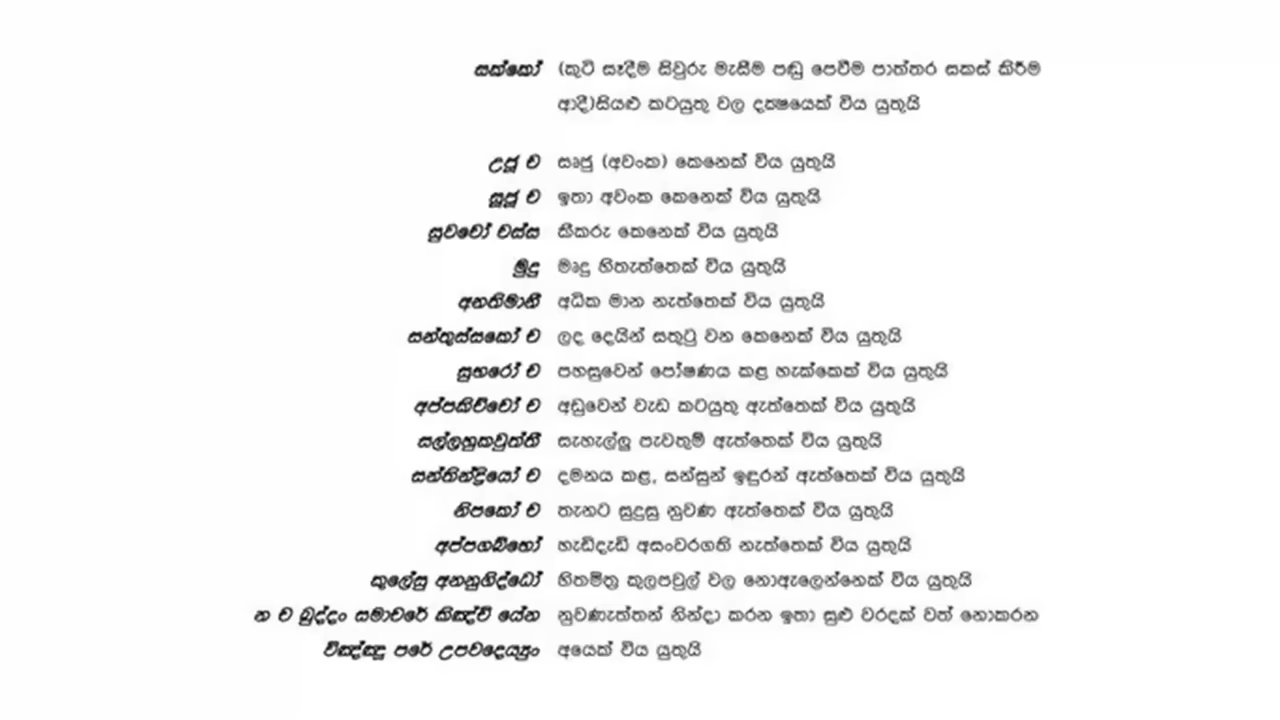 සක්කෝ (කුටි සෑදීම සිවුරු මැසීම පඬු පෙවීම පාත්තර සකස් කිරීම
ආදී)සියළු කටයුතු වල දක්‍ෂයෙක් විය යුතුයි
උජූ ච සෘජු (අවංක) කෙනෙක් විය යුතුයි
සූජූ ච ඉතා අවංක කෙනෙක් විය යුතුයි
සුවචෝ චස්ස කීකරු කෙනෙක් විය යුතුයි
මුදු මෘදු හිතැත්තෙක් විය යුතුයි
අනතිමානී අධික මාන නැත්තෙක් විය යුතුයි
සන්තුස්සකෝ ච ලද දෙයින් සතුටු වන කෙනෙක් විය යුතුයි
සුභරෝ ච පහසුවෙන් පෝෂණය කළ හැක්කෙක් විය යුතුයි
අප්පකිච්චෝ ච අඩුවෙන් වැඩ කටයුතු ඇත්තෙක් විය යුතුයි
සල්ලහුකවුත්තී සැහැල්ලු පැවතුම් ඇත්තෙක් විය යුතුයි
සන්තින්ද්‍රියෝ ච දමනය කළ, සන්සුන් ඉඳුරන් ඇත්තෙක් විය යුතුයි
නිපකෝ ච තැනට සුදුසු නුවණ ඇත්තෙක් විය යුතුයි
අප්පගබ්භෝ හැඩිදැඩි අසංවරගති නැත්තෙක් විය යුතුයි
කුලේසු අනනුගිද්ධෝ හිතමිත්‍ර කුලපවුල් වල නොඇලෙන්නෙක් විය යුතුයි
න ච ඛුද්දං සමාචරේ කිඤ්චි යේන නුවණැත්තන් නින්දා කරන ඉතා සුළු වරදක් වත් නොකරන
විඤ්ඤූ පරේ උපවදෙය්‍යුං අයෙක් විය යුතුයි